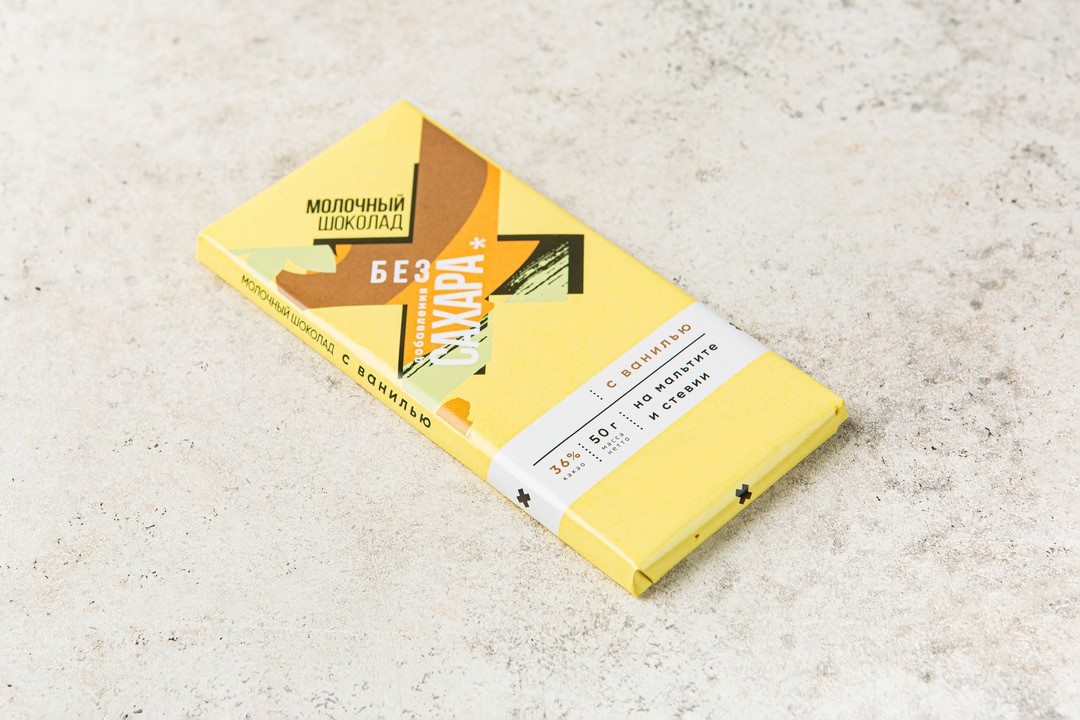 МОЛОЧНЫЙ
ШОКОЛАД
БЕЗ
добавления
САХАРА*
с ванилью
на мальтите
и стевии
36%
какао
50 г
масса
нетто
МОЛОЧНЫЙ ШОКОЛАД с ванилью